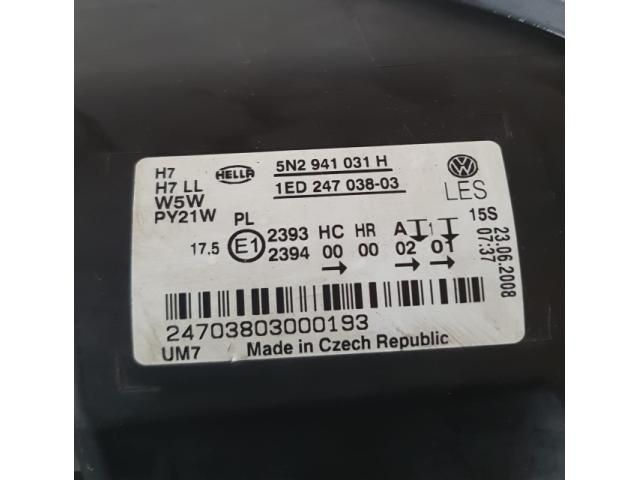 H7
H7 LL
W5W
PY21W
HELLA
5N2 941 031 H
1ED 247 038-03
LES
PL
17.5 E1
2393 HC HR A 1
2394 00 00 02 01
15S
23.06.2008
07:37
24703803000193
UM7 Made in Czech Republic